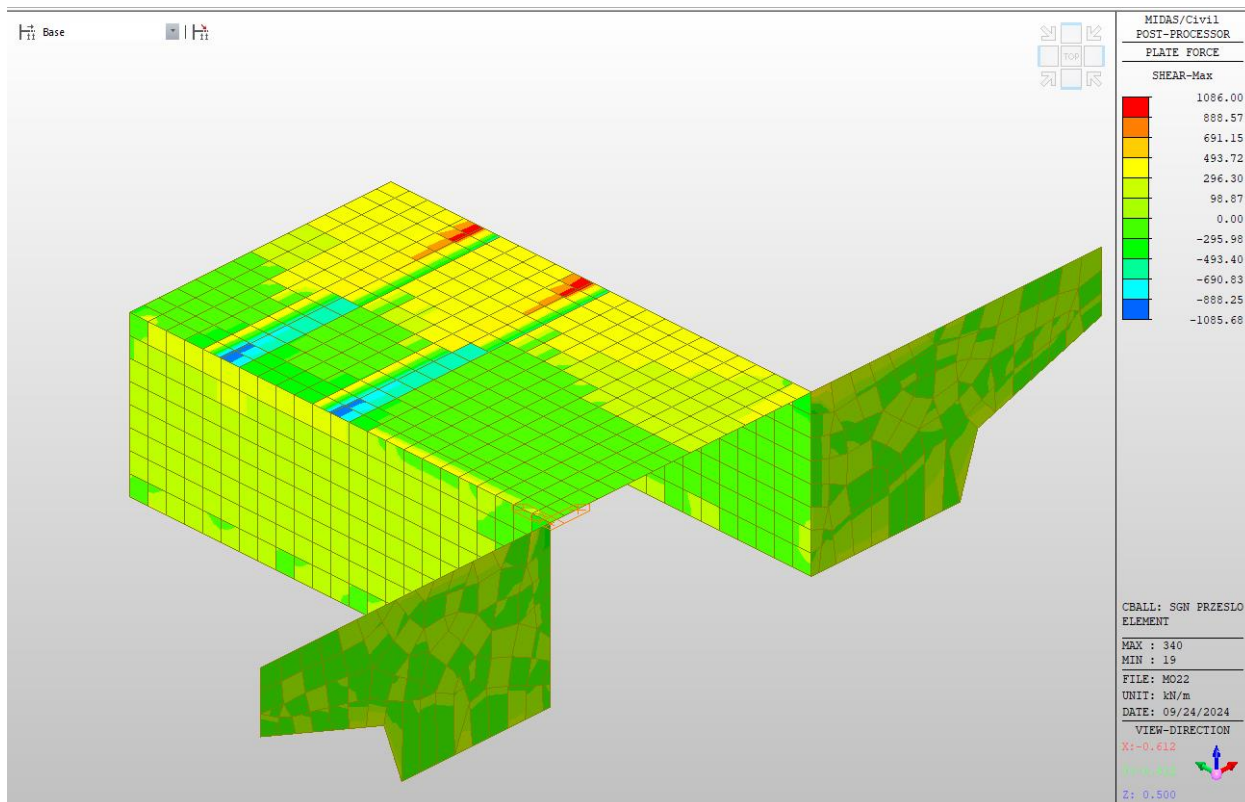 Base
TOP
MIDAS/Civil
POST-PROCESSOR
PLATE FORCE
SHEAR-Max
1086.00
888.57
691.15
493.72
296.30
98.87
0.00
-295.98
-493.40
-690.83
-888.25
-1085.68
CBALL: SGN PRZESLO
ELEMENT
MAX : 340
MIN : 19
FILE: MO22
UNIT: kN/m
DATE: 09/24/2024
VIEW-DIRECTION
X:-0.612
Z: 0.500